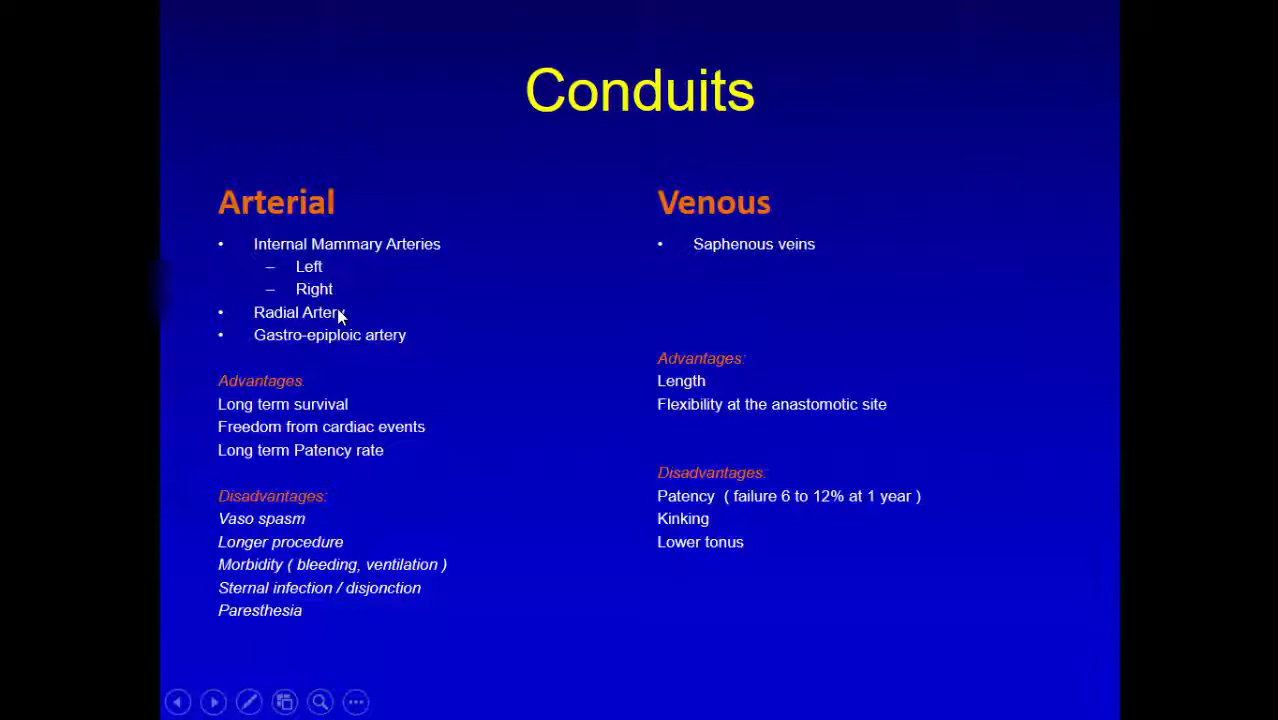 Conduits
Arterial
• Internal Mammary Arteries
– Left
– Right
• Radial Artery
• Gastro-epiploic artery
Advantages:
Long term survival
Freedom from cardiac events
Long term Patency rate
Disadvantages:
Vaso spasm
Longer procedure
Morbidity ( bleeding, ventilation )
Sternal infection / disjonction
Paresthesia
Venous
• Saphenous veins
Advantages:
Length
Flexibility at the anastomotic site
Disadvantages:
Patency ( failure 6 to 12% at 1 year )
Kinking
Lower tonus